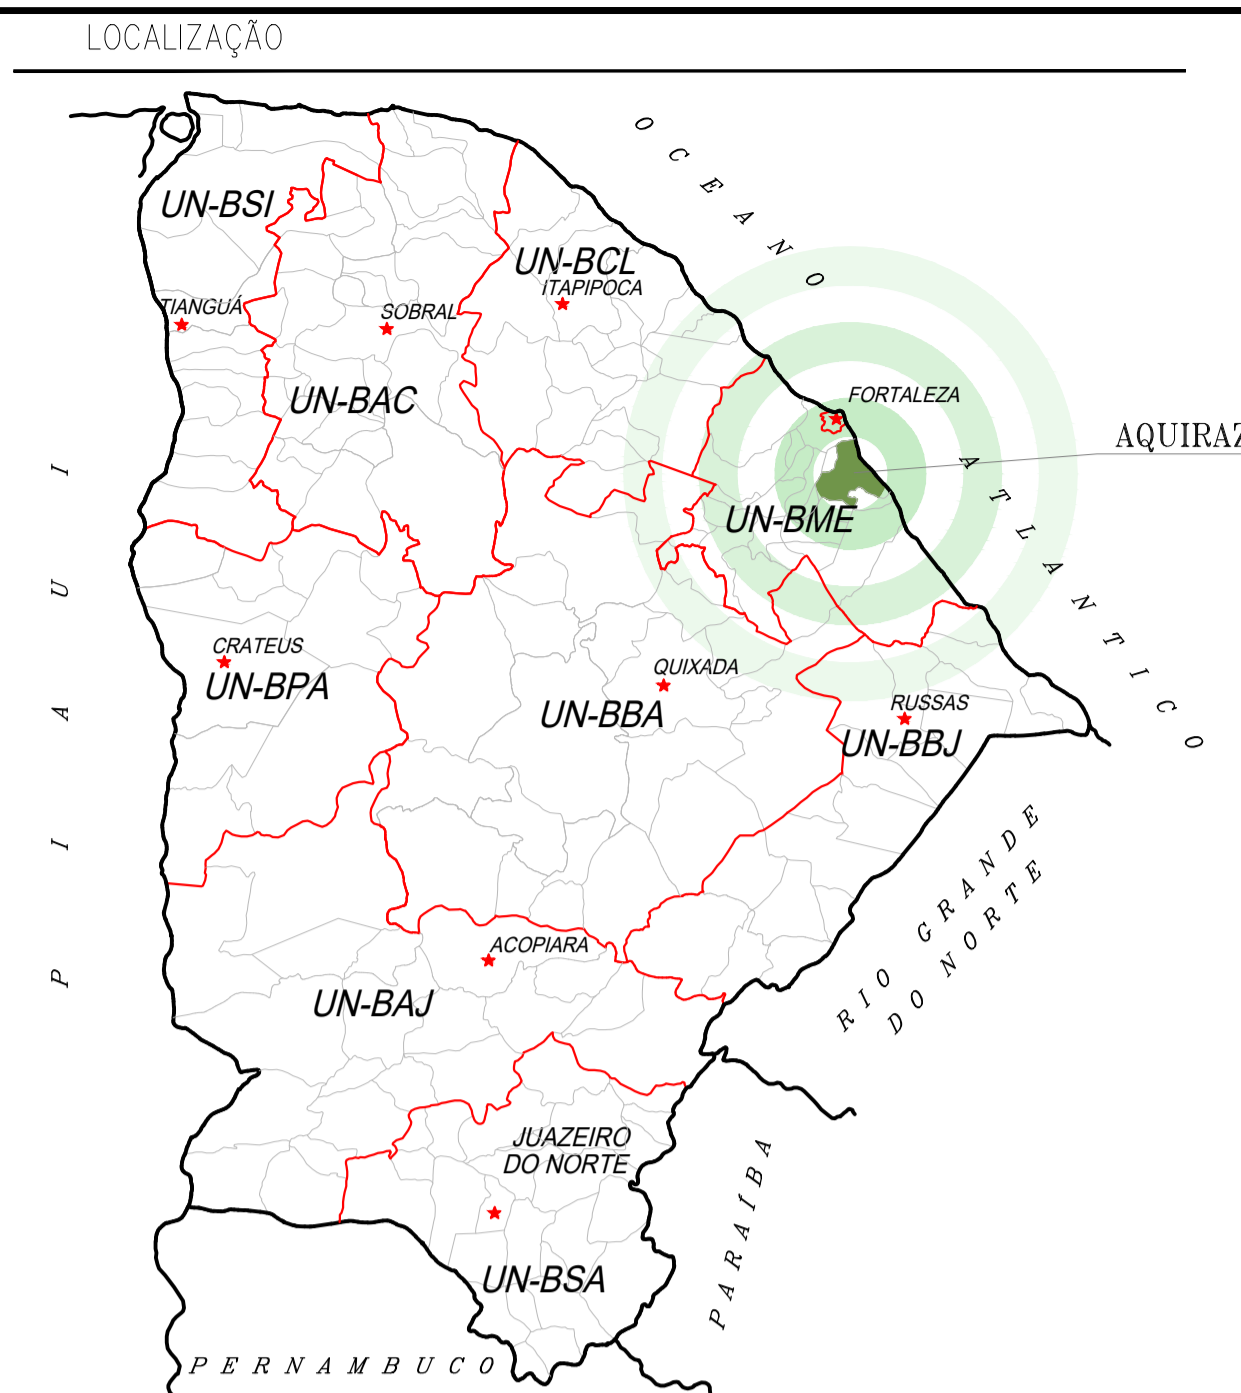 LOCALIZAÇÃO
OCEANO
UN-BSI
UN-BCL
ITAPIPOCA
TIANGUÁ
SOBRAL
UN-BAC
FORTALEZA
AQUIRAZ
ATLANTICO
UN-BME
PIAUI
CRATEUS
UN-BPA
QUIXADA
UN-BBA
RUSSAS
UN-BBJ
RIO GRANDE
DO NORTE
ACOPIARA
UN-BAJ
JUAZEIRO
DO NORTE
PARAÍBA
UN-BSA
PERNAMBUCO